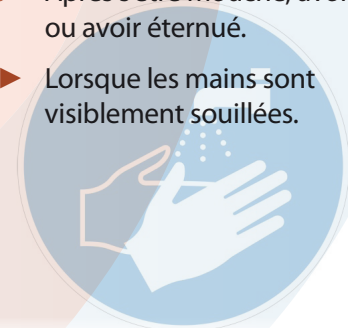 ou avoir éternué.
Lorsque les mains sont
visiblement souillées.